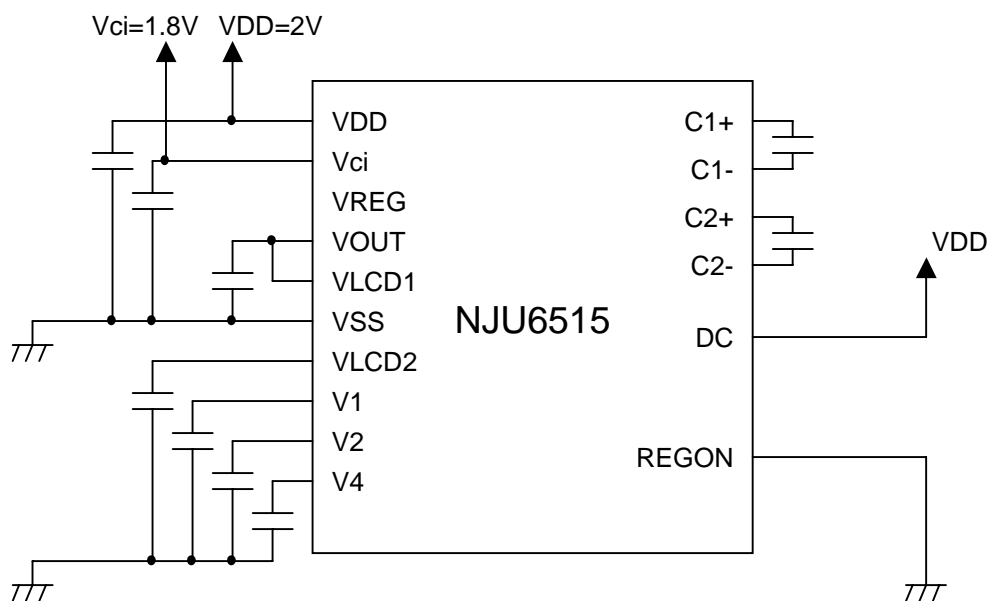 Vci=1.8V VDD=2V
VDD
Vci
VREG
VOUT
VLCD1
VSS
VLCD2
V1
V2
V4
NJU6515
C1+
C1-
C2+
C2-
DC
REGON
VDD